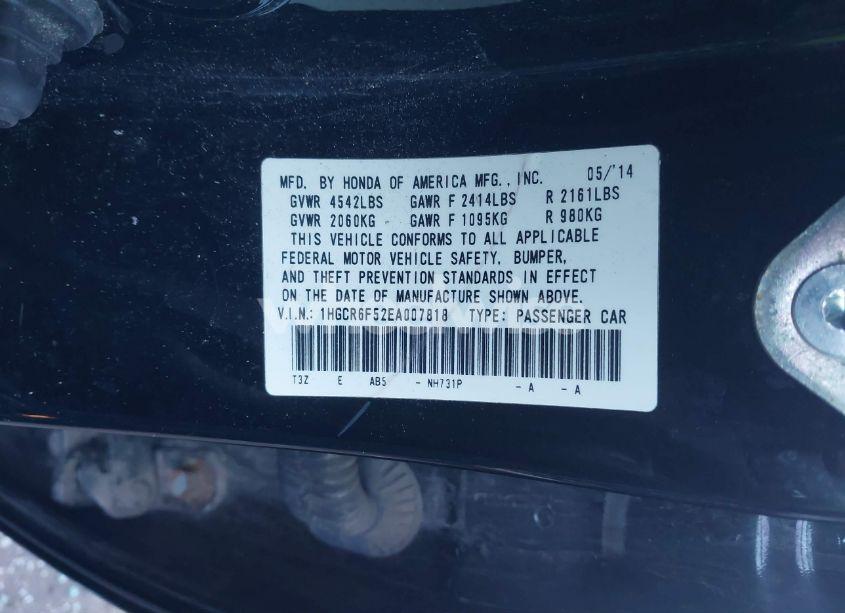 MFD. BY HONDA OF AMERICA MFG., INC. 05/'14
GVWR 4542LBS GAWR F 2414LBS R 2161LBS
GVWR 2060KG GAWR F 1095KG R 980KG
THIS VEHICLE CONFORMS TO ALL APPLICABLE
FEDERAL MOTOR VEHICLE SAFETY, BUMPER,
AND THEFT PREVENTION STANDARDS IN EFFECT
ON THE DATE OF MANUFACTURE SHOWN ABOVE.
V.I.N.: 1HGCR6F52EA007818 TYPE: PASSENGER CAR
T3Z E AB5 - NH731P - A - A